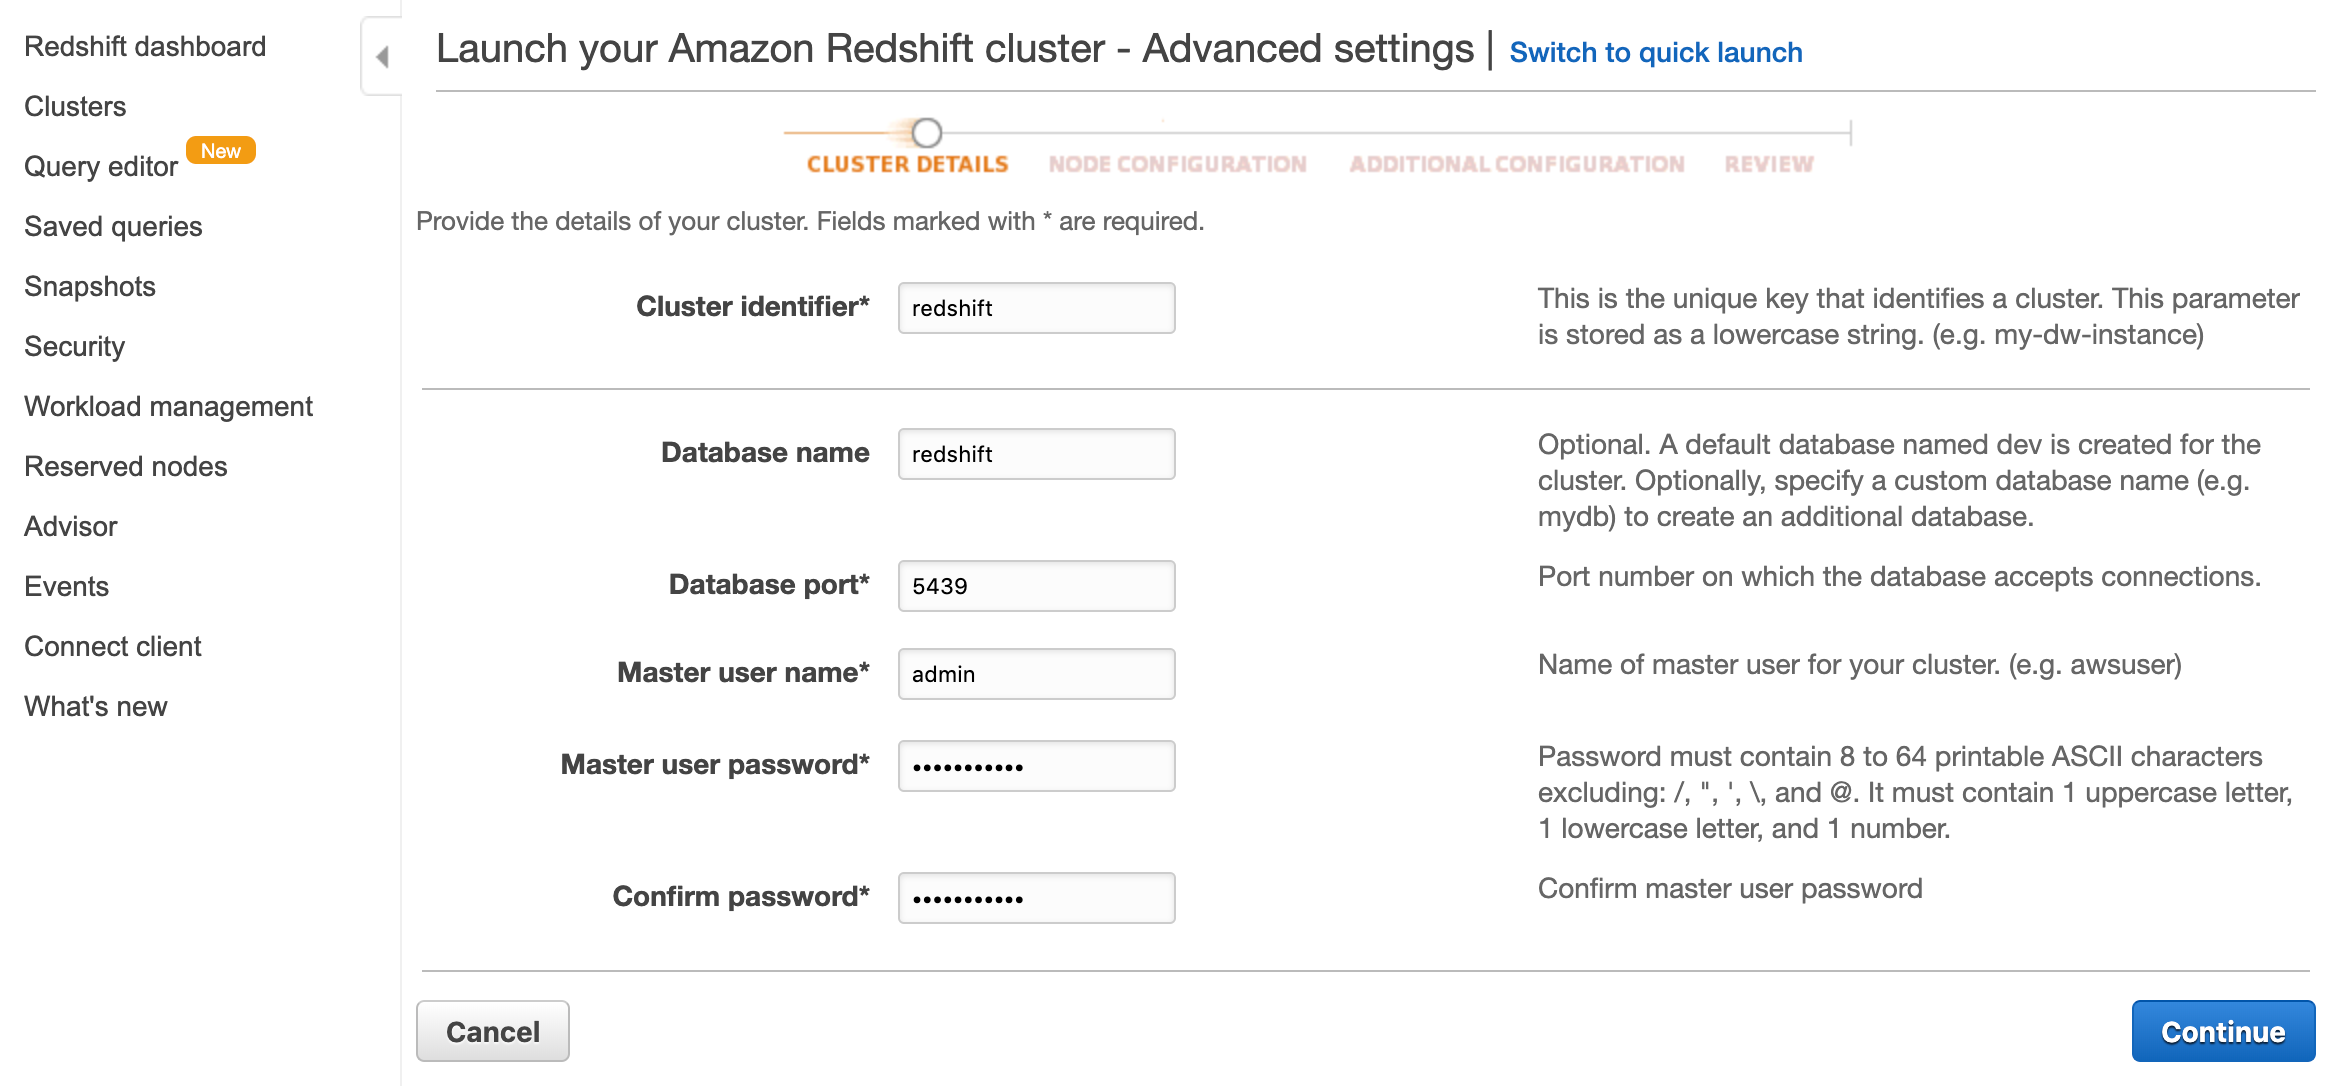 Redshift dashboard
Clusters
Query editor New
Saved queries
Snapshots
Security
Workload management
Reserved nodes
Advisor
Events
Connect client
What's new
Launch your Amazon Redshift cluster - Advanced settings | Switch to quick launch
CLUSTER DETAILS NODE CONFIGURATION ADDITIONAL CONFIGURATION REVIEW
Provide the details of your cluster. Fields marked with * are required.
Cluster identifier* redshift
This is the unique key that identifies a cluster. This parameter
is stored as a lowercase string. (e.g. my-dw-instance)
Database name redshift
Optional. A default database named dev is created for the
cluster. Optionally, specify a custom database name (e.g.
mydb) to create an additional database.
Database port* 5439
Port number on which the database accepts connections.
Master user name* admin
Name of master user for your cluster. (e.g. awsuser)
Master user password* •••••••••••
Password must contain 8 to 64 printable ASCII characters
excluding: /, ", ', \, and @. It must contain 1 uppercase letter,
1 lowercase letter, and 1 number.
Confirm password* •••••••••••
Confirm master user password
Cancel
Continue